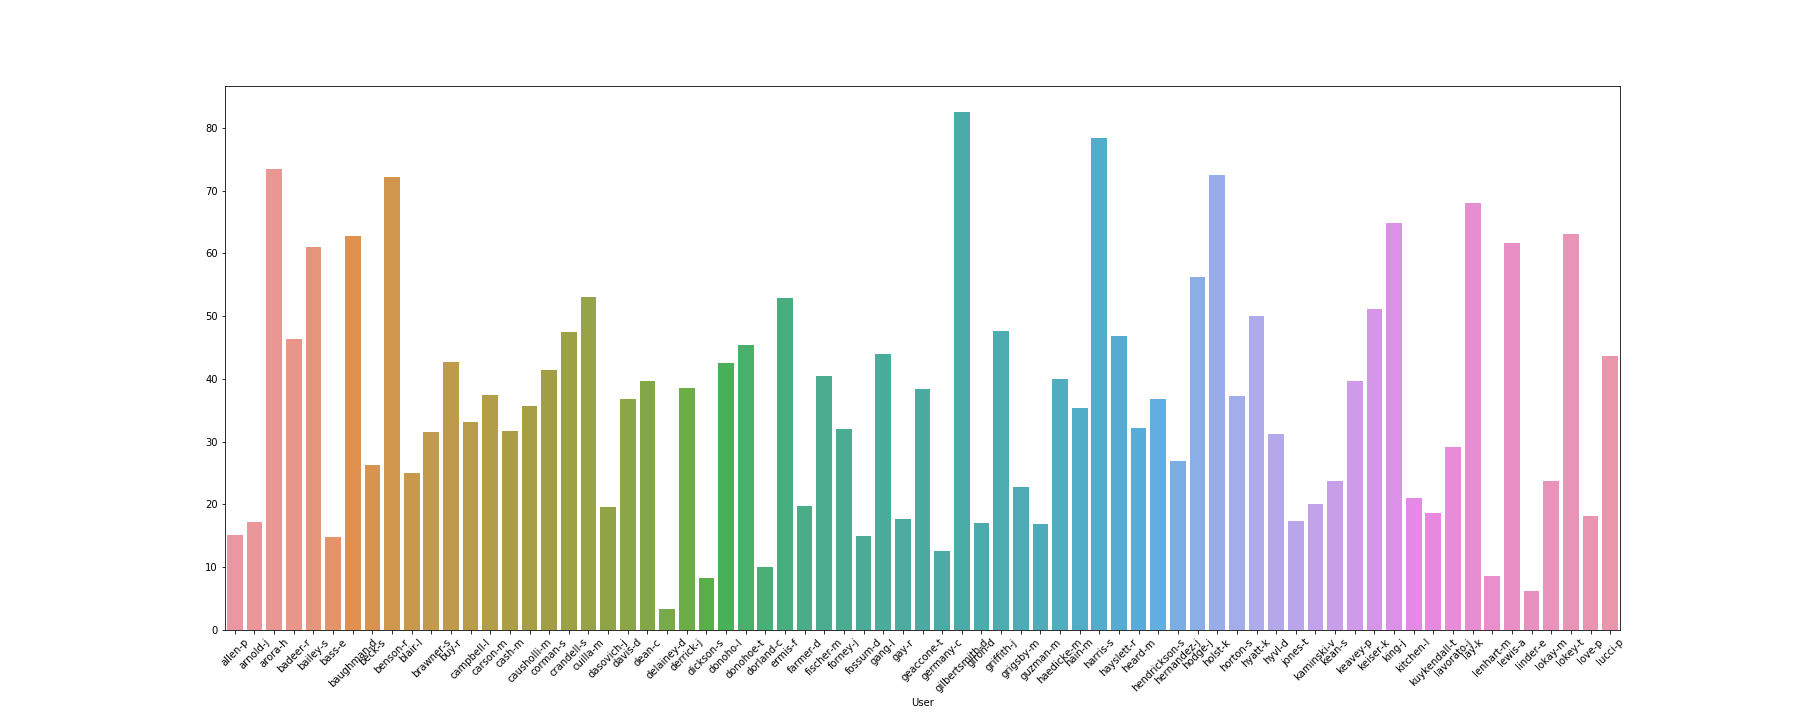 80
70
60
50
40
30
20
10
0
allen-p
arnold-j
arora-h
badeer-r
bailey-s
bass-e
baughman-d
beck-s
benson-r
blair-l
brawner-s
buy-r
campbell-l
carson-m
cash-m
causholli-m
corman-s
crandell-s
cuilla-m
dasovich-j
davis-d
dean-c
delainey-d
derrick-j
dickson-s
donoho-l
donohoe-t
dorland-c
ermis-f
farmer-d
fischer-m
forney-j
fossum-d
gang-l
gay-r
geaccone-t
germany-c
gilbertsmith-d
giron-d
griffith-j
grigsby-m
guzman-m
haedicke-m
hain-m
harris-s
hayslett-r
heard-m
hendrickson-s
hernandez-j
hodge-j
holst-k
horton-s
hyatt-k
hyvl-d
jones-t
kaminski-v
kean-s
keavey-p
keiser-k
king-j
kitchen-l
kuykendall-t
lavorato-j
lay-k
lenhart-m
lewis-a
linder-e
lokay-m
lokey-t
love-p
lucci-p
User